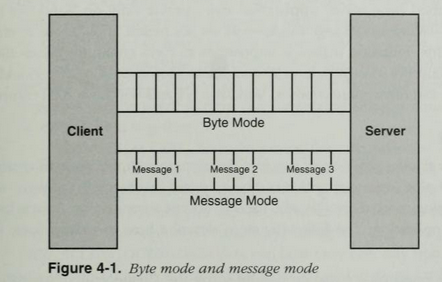 Client
Byte Mode
Server
Message 1 Message 2 Message 3
Message Mode
Figure 4-1. Byte mode and message mode